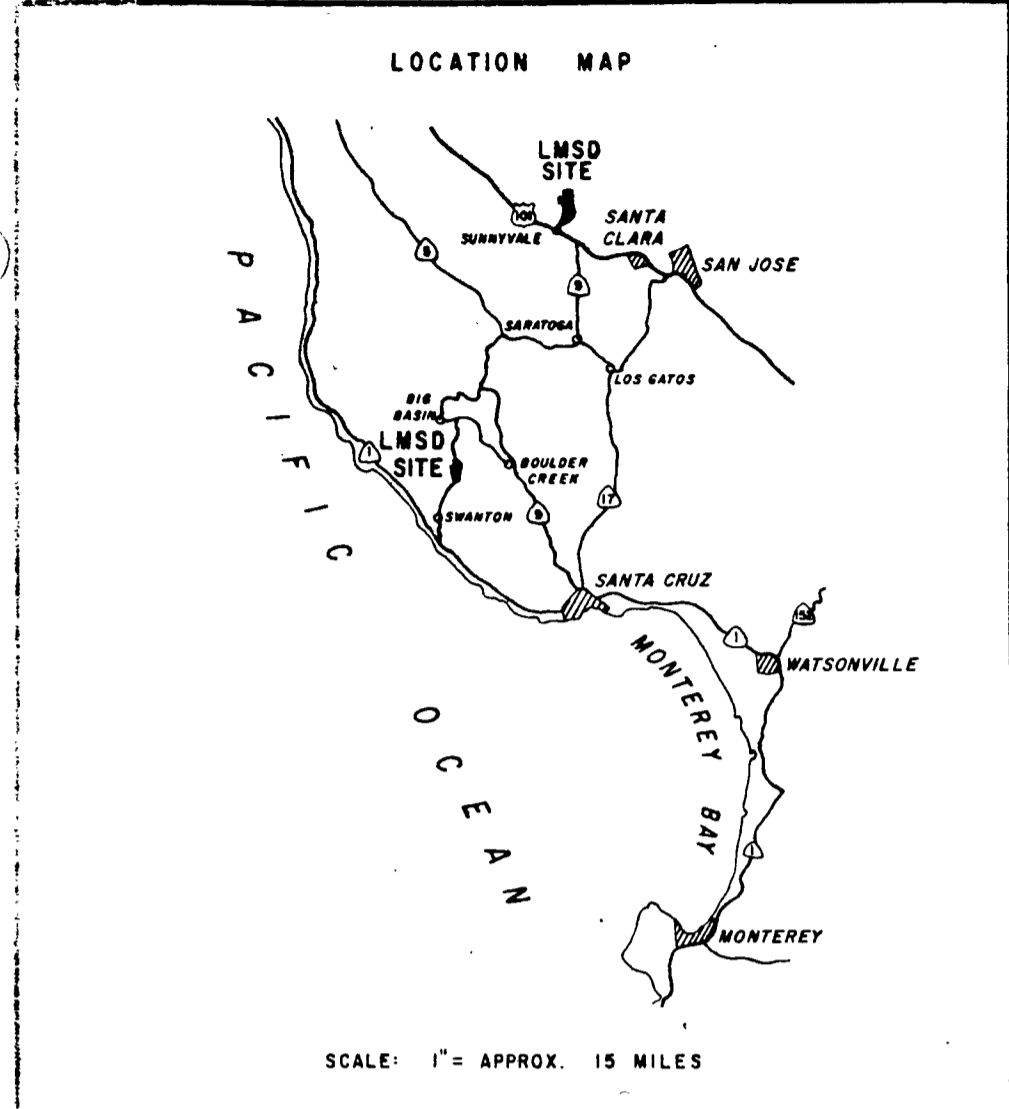 LOCATION MAP
LMSD
SITE
101
SUNNYVALE
SANTA
CLARA
SAN JOSE
9
SARATOGA
LOS GATOS
BIG
BASIN
LMSD
SITE
1
BOULDER
CREEK
SWANTON
9
17
SANTA CRUZ
152
1
WATSONVILLE
PACIFIC
OCEAN
MONTEREY
BAY
1
MONTEREY
SCALE: 1" = APPROX. 15 MILES